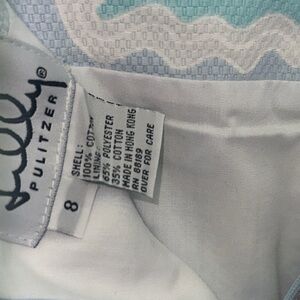 Lilly®
PULITZER
8
SHELL:
100% COTTON
LINING:
65% POLYESTER
35% COTTON
MADE IN HONG KONG
RN 88189
OVER FOR CARE